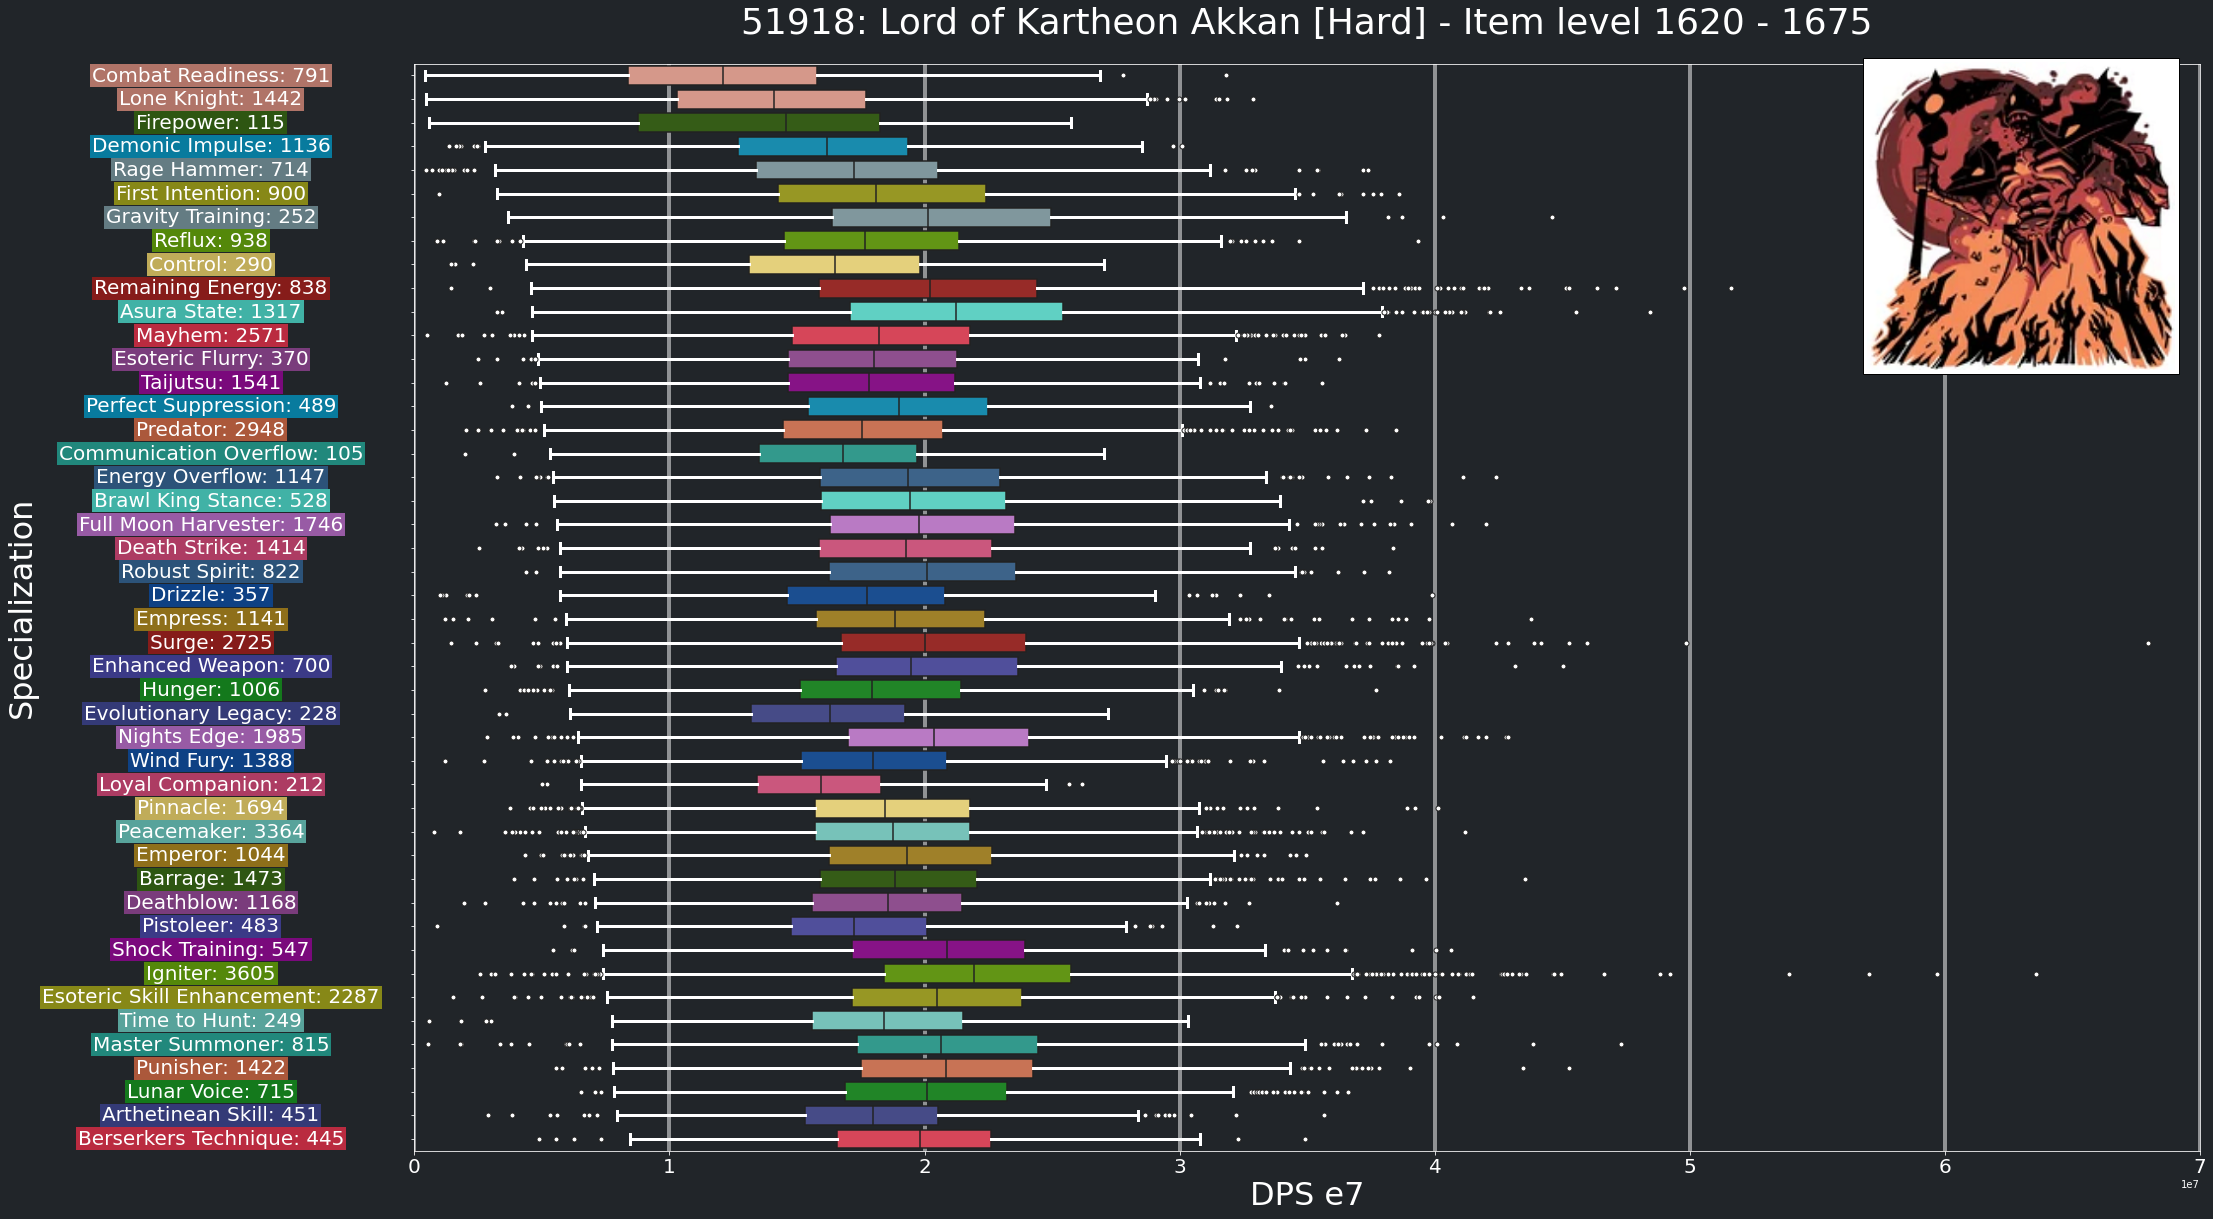 51918: Lord of Kartheon Akkan [Hard] - Item level 1620 - 1675
Specialization
Combat Readiness: 791
Lone Knight: 1442
Firepower: 115
Demonic Impulse: 1136
Rage Hammer: 714
First Intention: 900
Gravity Training: 252
Reflux: 938
Control: 290
Remaining Energy: 838
Asura State: 1317
Mayhem: 2571
Esoteric Flurry: 370
Taijutsu: 1541
Perfect Suppression: 489
Predator: 2948
Communication Overflow: 105
Energy Overflow: 1147
Brawl King Stance: 528
Full Moon Harvester: 1746
Death Strike: 1414
Robust Spirit: 822
Drizzle: 357
Empress: 1141
Surge: 2725
Enhanced Weapon: 700
Hunger: 1006
Evolutionary Legacy: 228
Nights Edge: 1985
Wind Fury: 1388
Loyal Companion: 212
Pinnacle: 1694
Peacemaker: 3364
Emperor: 1044
Barrage: 1473
Deathblow: 1168
Pistoleer: 483
Shock Training: 547
Igniter: 3605
Esoteric Skill Enhancement: 2287
Time to Hunt: 249
Master Summoner: 815
Punisher: 1422
Lunar Voice: 715
Arthetinean Skill: 451
Berserkers Technique: 445
0 1 2 3 4 5 6 7
1e7
DPS e7